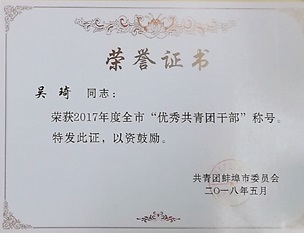 荣誉证书
吴琦 同志：
荣获2017年度全市“优秀共青团干部”称号。
特发此证，以资鼓励。
共青团蚌埠市委员会
二〇一八年五月